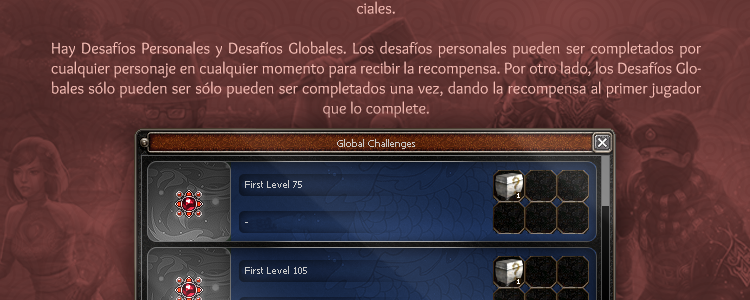 ciales.
Hay Desafíos Personales y Desafíos Globales. Los desafíos personales pueden ser completados por
cualquier personaje en cualquier momento para recibir la recompensa. Por otro lado, los Desafíos Glo-
bales sólo pueden ser sólo pueden ser completados una vez, dando la recompensa al primer jugador
que lo complete.
Global Challenges
First Level 75
1
-
First Level 105
1